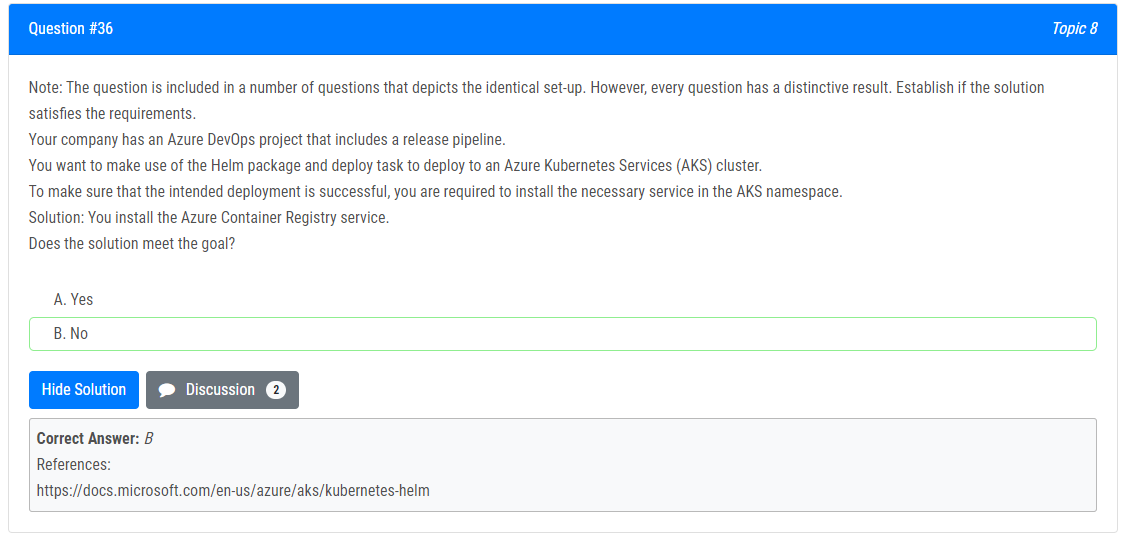 Question #36
Topic 8
Note: The question is included in a number of questions that depicts the identical set-up. However, every question has a distinctive result. Establish if the solution
satisfies the requirements.
Your company has an Azure DevOps project that includes a release pipeline.
You want to make use of the Helm package and deploy task to deploy to an Azure Kubernetes Services (AKS) cluster.
To make sure that the intended deployment is successful, you are required to install the necessary service in the AKS namespace.
Solution: You install the Azure Container Registry service.
Does the solution meet the goal?
A. Yes
B. No
Hide Solution
Discussion 2
Correct Answer: B
References:
https://docs.microsoft.com/en-us/azure/aks/kubernetes-helm